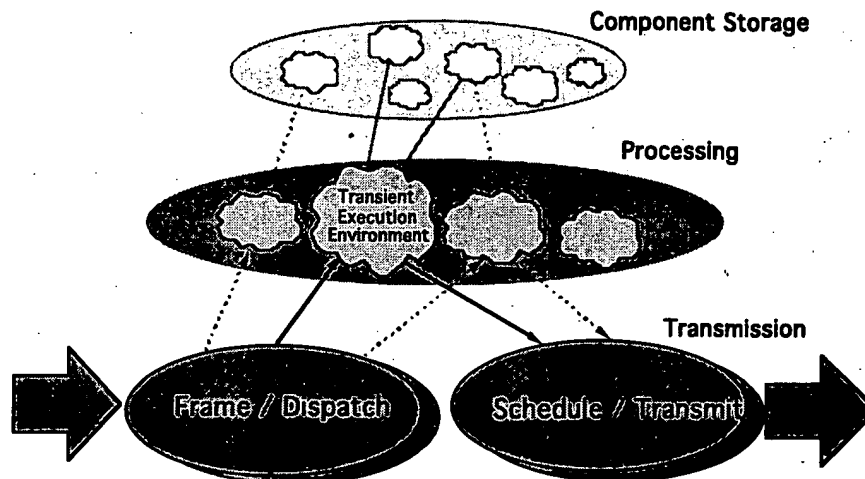 Component Storage
Processing
Transient
Execution
Environment
Transmission
Frame / Dispatch
Schedule / Transmit